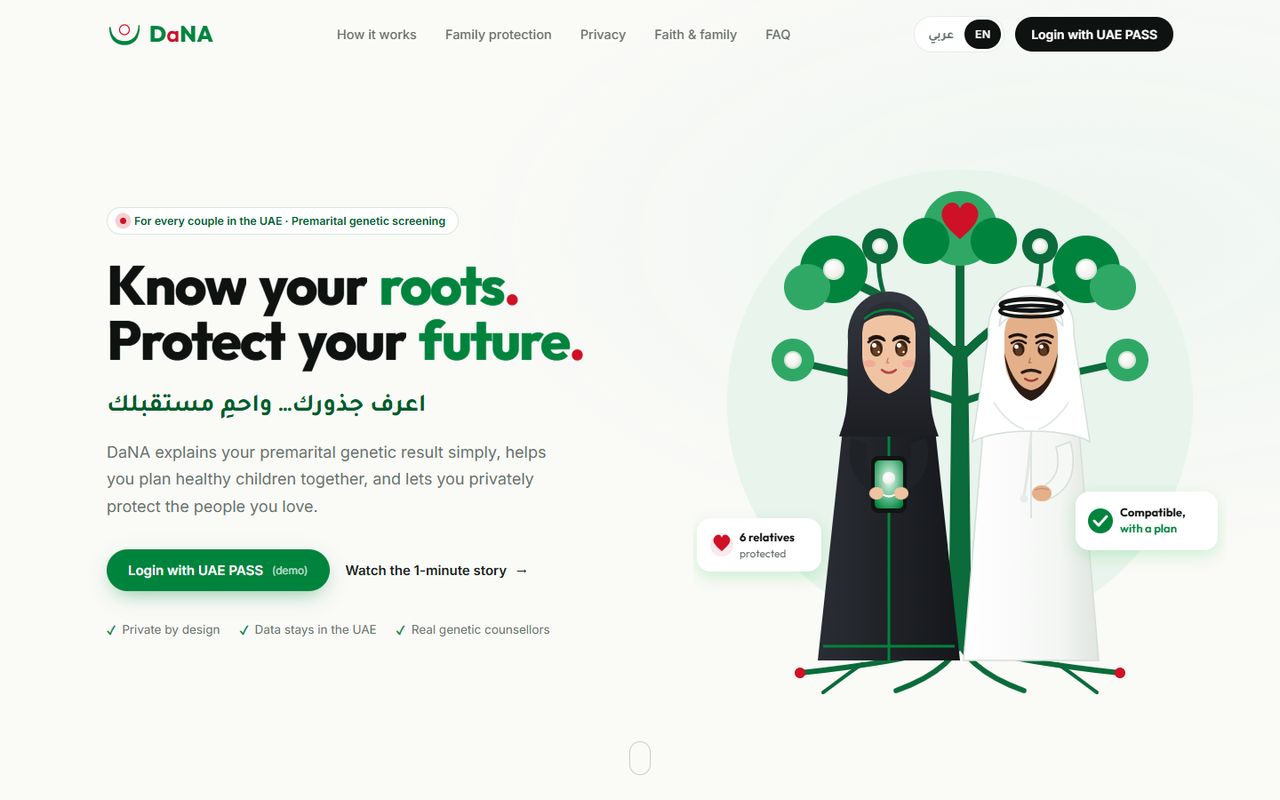 DaNA
How it works
Family protection
Privacy
Faith & family
FAQ
عربي
EN
Login with UAE PASS
For every couple in the UAE · Premarital genetic screening
Know your roots.
Protect your future.
اعرف جذورك... واحمِ مستقبلك
DaNA explains your premarital genetic result simply, helps
you plan healthy children together, and lets you privately
protect the people you love.
Login with UAE PASS (demo)
Watch the 1-minute story →
✓ Private by design
✓ Data stays in the UAE
✓ Real genetic counsellors
6 relatives
protected
Compatible,
with a plan